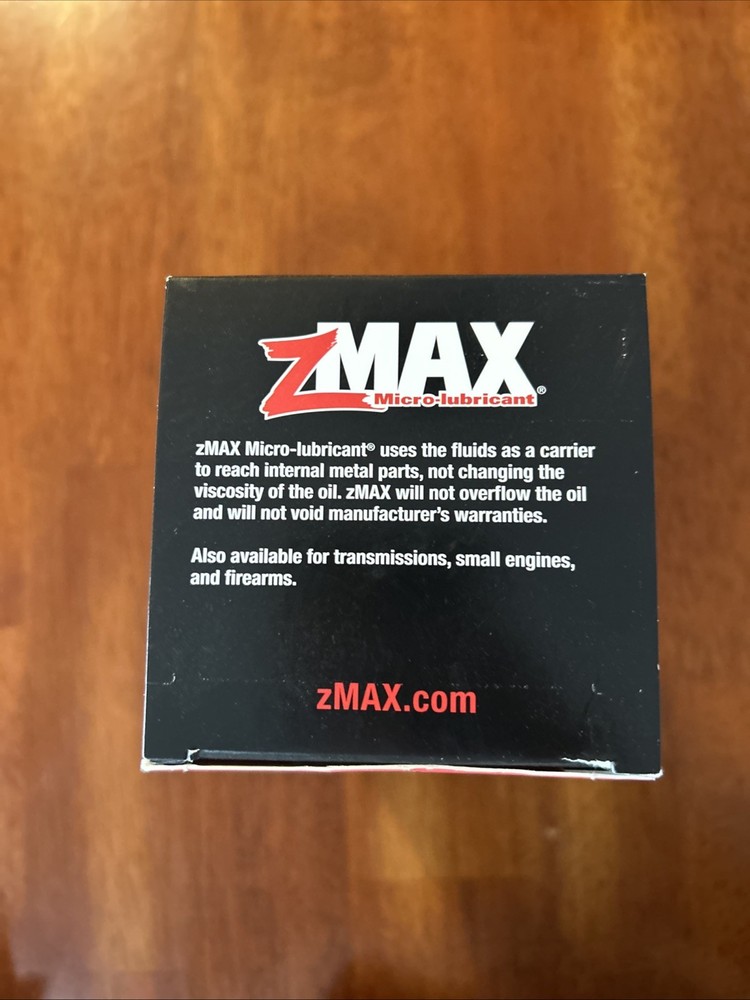 zMAX®
Micro-lubricant
zMAX Micro-lubricant® uses the fluids as a carrier
to reach internal metal parts, not changing the
viscosity of the oil. zMAX will not overflow the oil
and will not void manufacturer's warranties.
Also available for transmissions, small engines,
and firearms.
zMAX.com